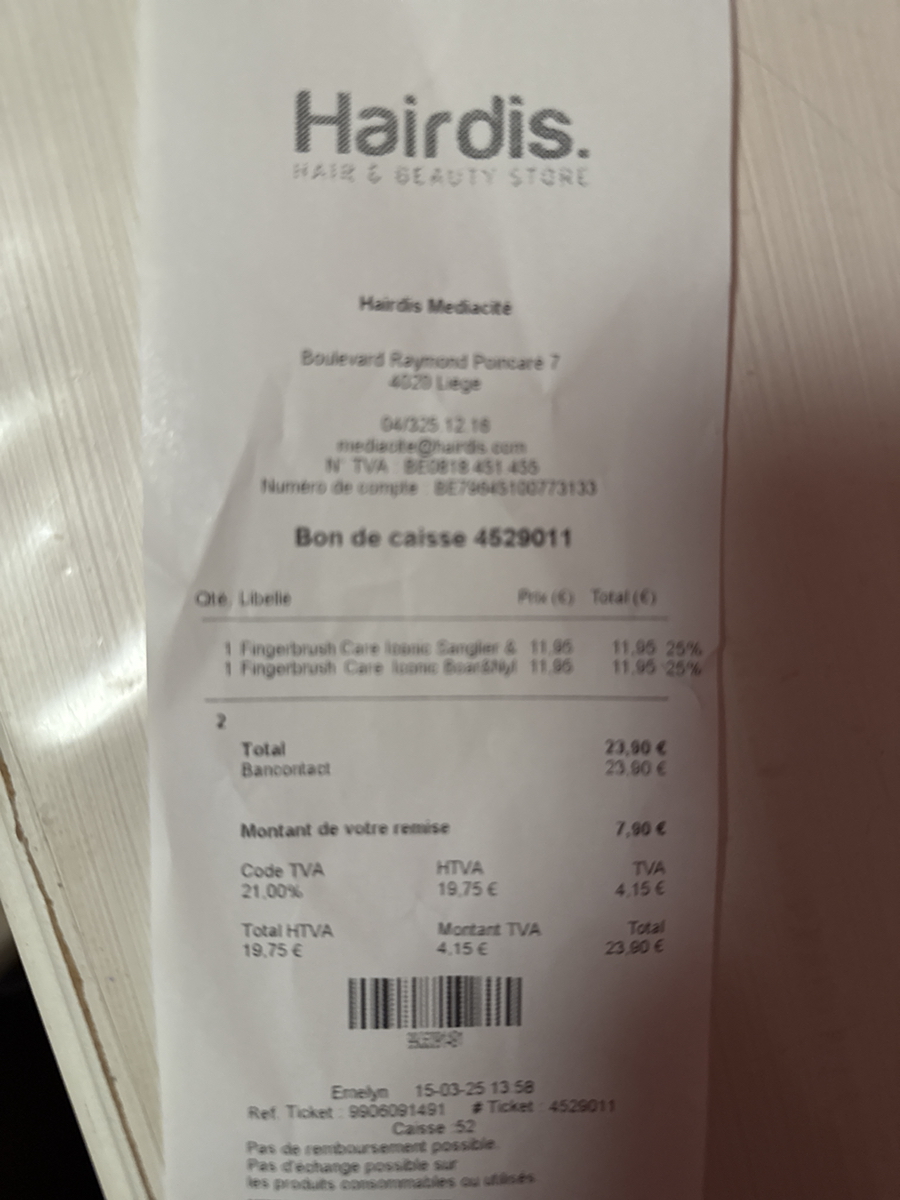 Hairdis.
HAIR & BEAUTY STORE
Hairdis Mediacité
Boulevard Raymond Poincaré 7
4020 Liège
04/325.12.16
mediacite@hairdis.com
N° TVA : BE0818.451.455
Numéro de compte : BE79645100773133
Bon de caisse 4529011
Qté. Libellé Prix (€) Total (€)
1 Fingerbrush Care Iconic Sanglier & 11,95 11,95 25%
1 Fingerbrush Care Iconic Boar&Nyl 11,95 11,95 25%
2
Total 23,90 €
Bancontact 23,90 €
Montant de votre remise 7,90 €
Code TVA HTVA TVA
21,00% 19,75 € 4,15 €
Total HTVA Montant TVA Total
19,75 € 4,15 € 23,90 €
Emelyn 15-03-25 13:58
Ref. Ticket : 9906091491 # Ticket : 4529011
Caisse :52
Pas de remboursement possible.
Pas d'échange possible sur
les produits consommables ou utilisés